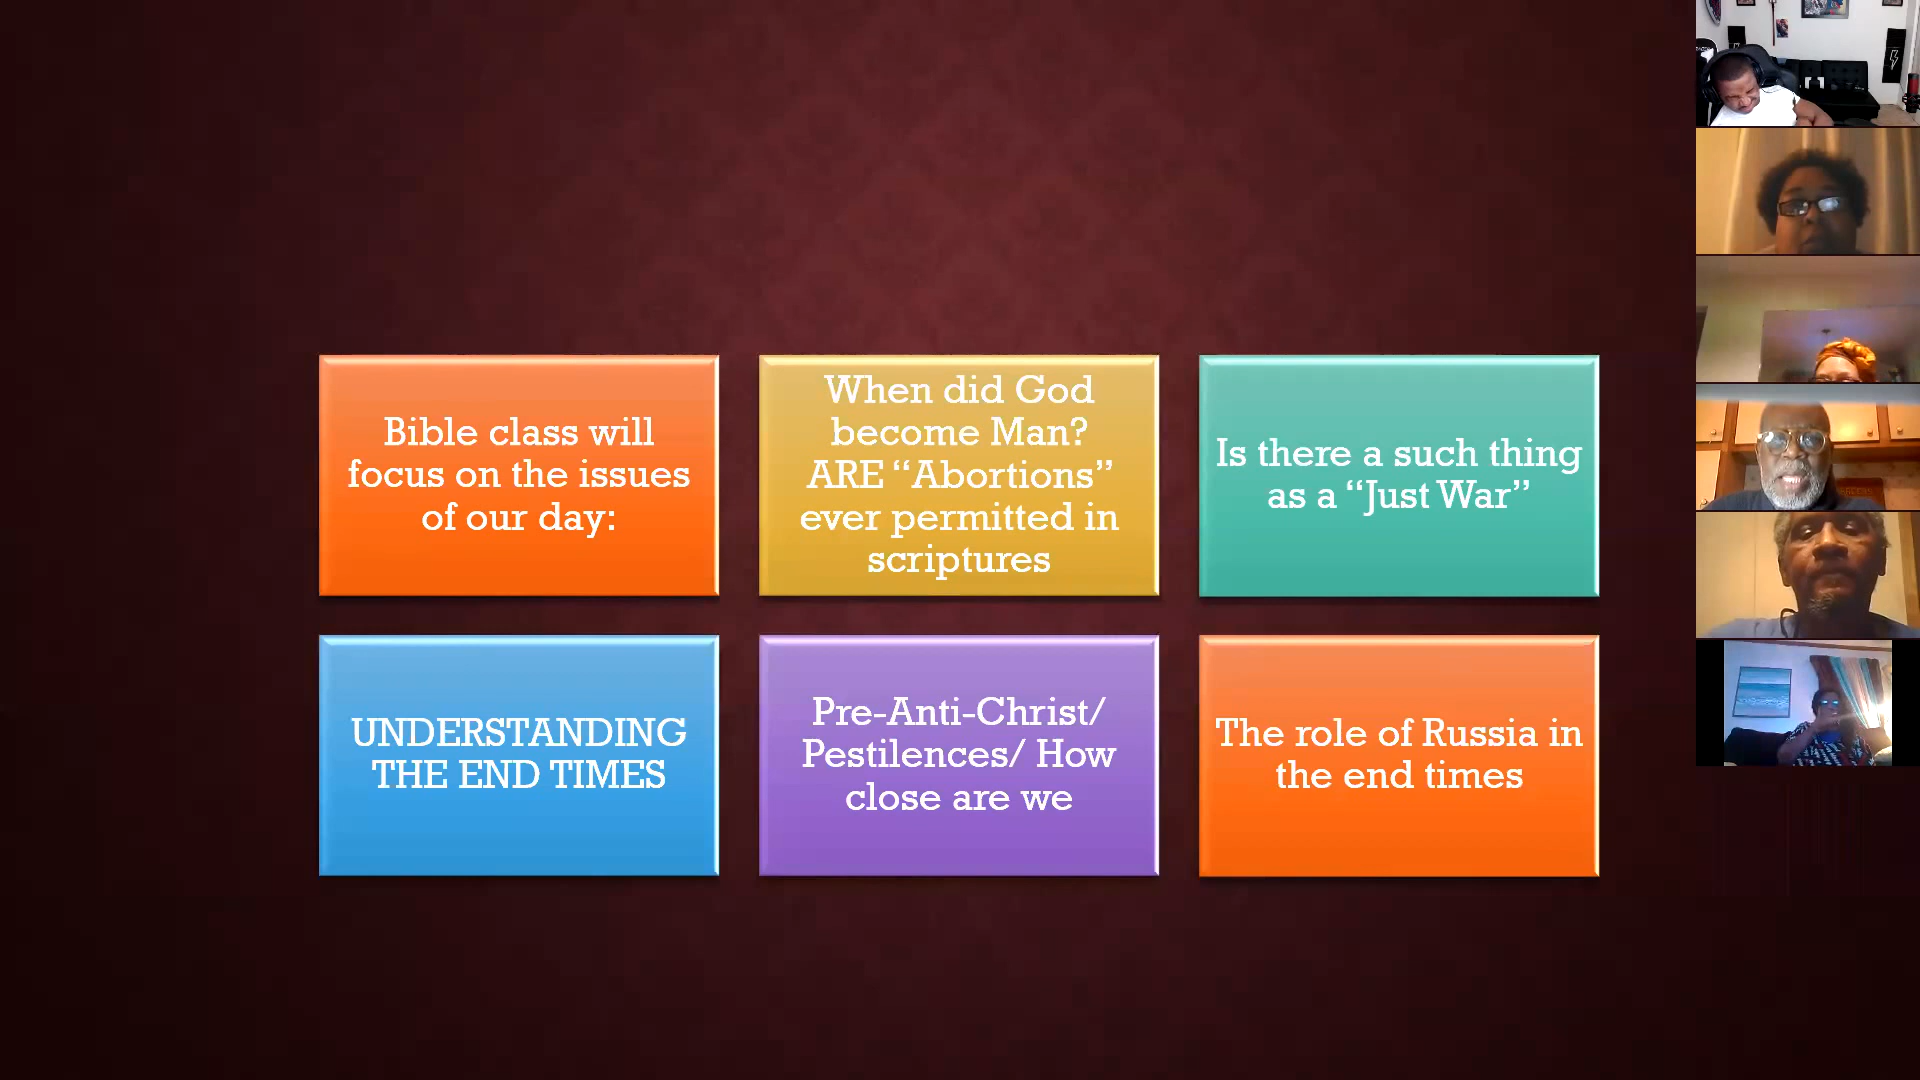 Bible class will
focus on the issues
of our day:
When did God
become Man?
ARE “Abortions”
ever permitted in
scriptures
Is there a such thing
as a “Just War”
UNDERSTANDING
THE END TIMES
Pre-Anti-Christ/
Pestilences/ How
close are we
The role of Russia in
the end times